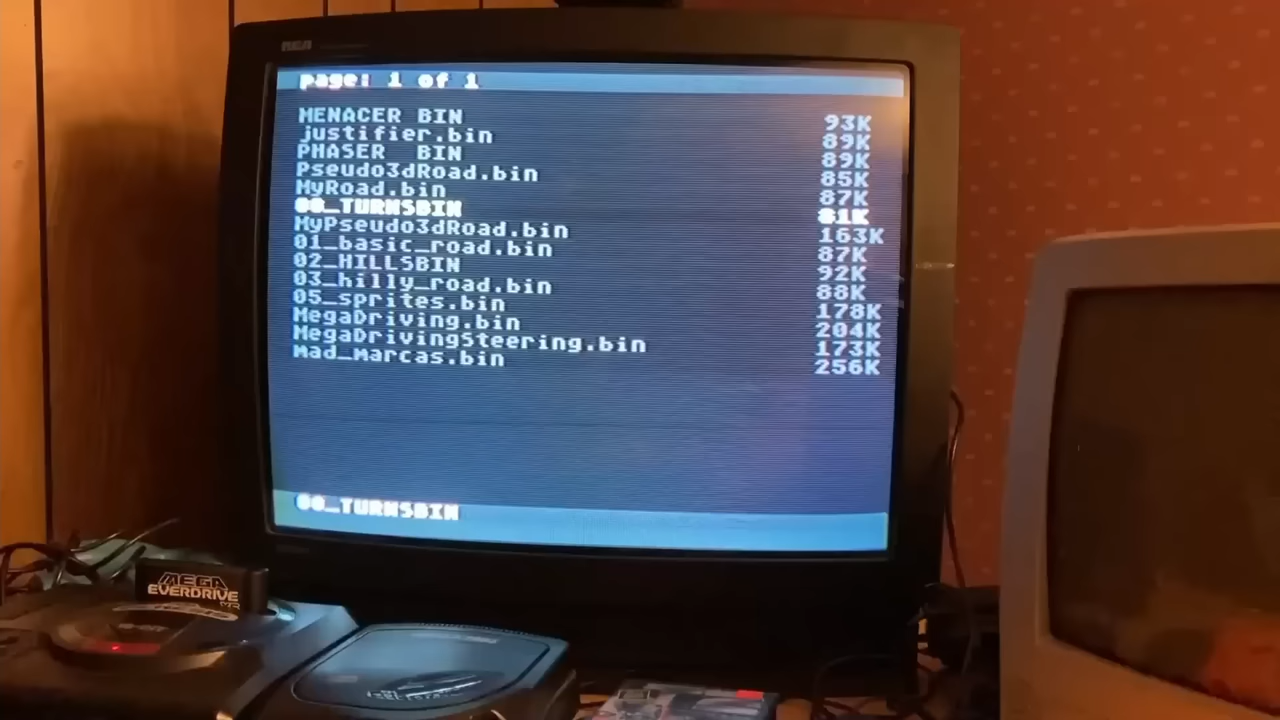 RCA
page: 1 of 1
MENACER BIN 93K
justifier.bin 89K
PHASER BIN 89K
Pseudo3dRoad.bin 85K
MyRoad.bin 87K
00_TURNSBIN 81K
MyPseudo3dRoad.bin 163K
01_basic_road.bin 87K
02_HILLSBIN 92K
03_hilly_road.bin 88K
05_sprites.bin 178K
MegaDriving.bin 204K
MegaDrivingSteering.bin 173K
mad_marcas.bin 256K
00_TURNSBIN
MEGA
EVERDRIVE